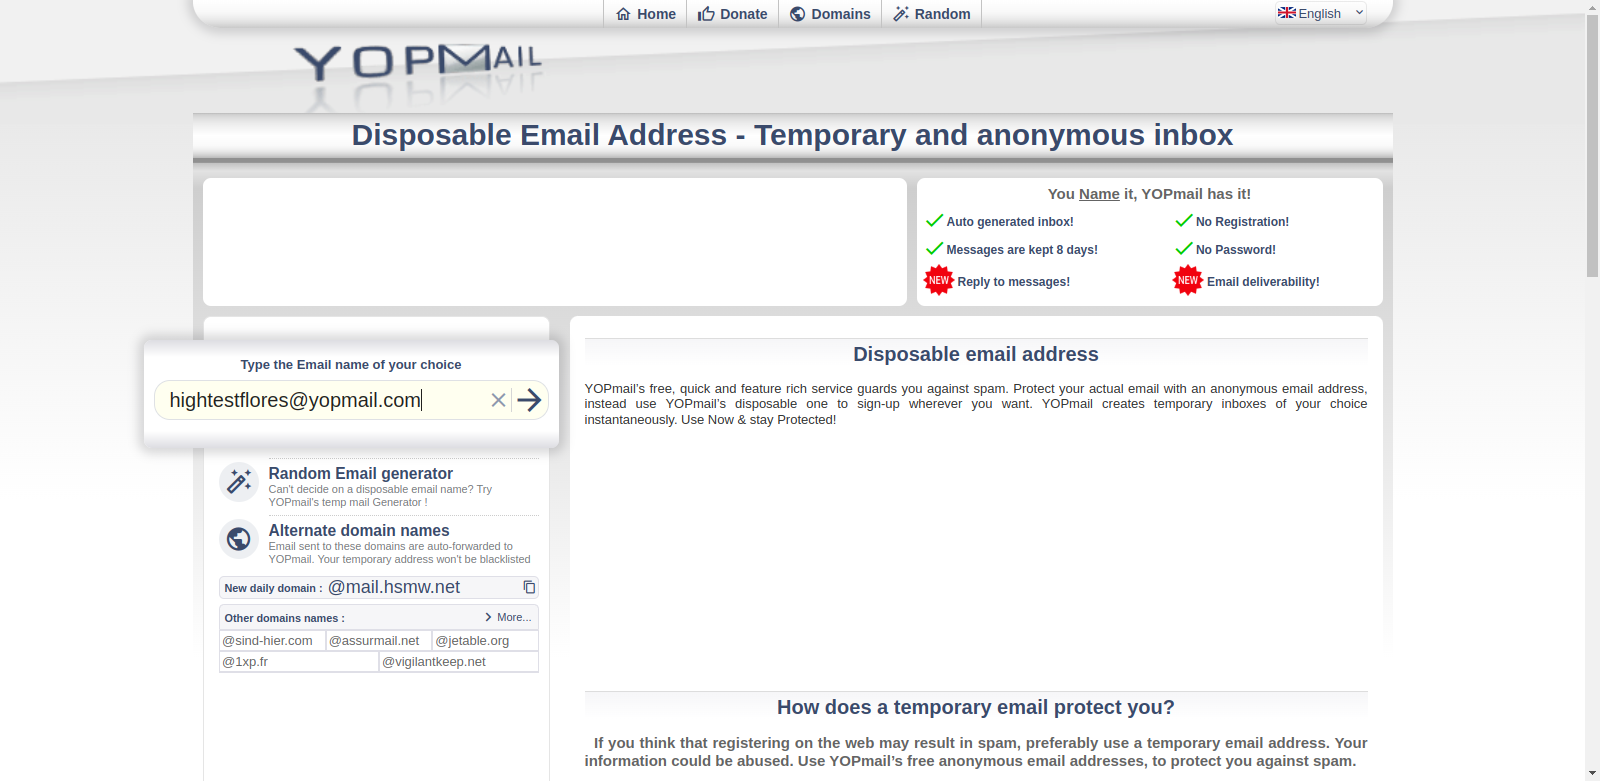 Home
Donate
Domains
Random
English
YOPMAIL
Disposable Email Address - Temporary and anonymous inbox
You Name it, YOPmail has it!
Auto generated inbox!
No Registration!
Messages are kept 8 days!
No Password!
NEW Reply to messages!
NEW Email deliverability!
Type the Email name of your choice
hightestflores@yopmail.com
Random Email generator
Can't decide on a disposable email name? Try
YOPmail's temp mail Generator !
Alternate domain names
Email sent to these domains are auto-forwarded to
YOPmail. Your temporary address won't be blacklisted
New daily domain : @mail.hsmw.net
Other domains names :
More...
@sind-hier.com
@assurmail.net
@jetable.org
@1xp.fr
@vigilantkeep.net
Disposable email address
YOPmail's free, quick and feature rich service guards you against spam. Protect your actual email with an anonymous email address,
instead use YOPmail’s disposable one to sign-up wherever you want. YOPmail creates temporary inboxes of your choice
instantaneously. Use Now & stay Protected!
How does a temporary email protect you?
If you think that registering on the web may result in spam, preferably use a temporary email address. Your
information could be abused. Use YOPmail’s free anonymous email addresses, to protect you against spam.